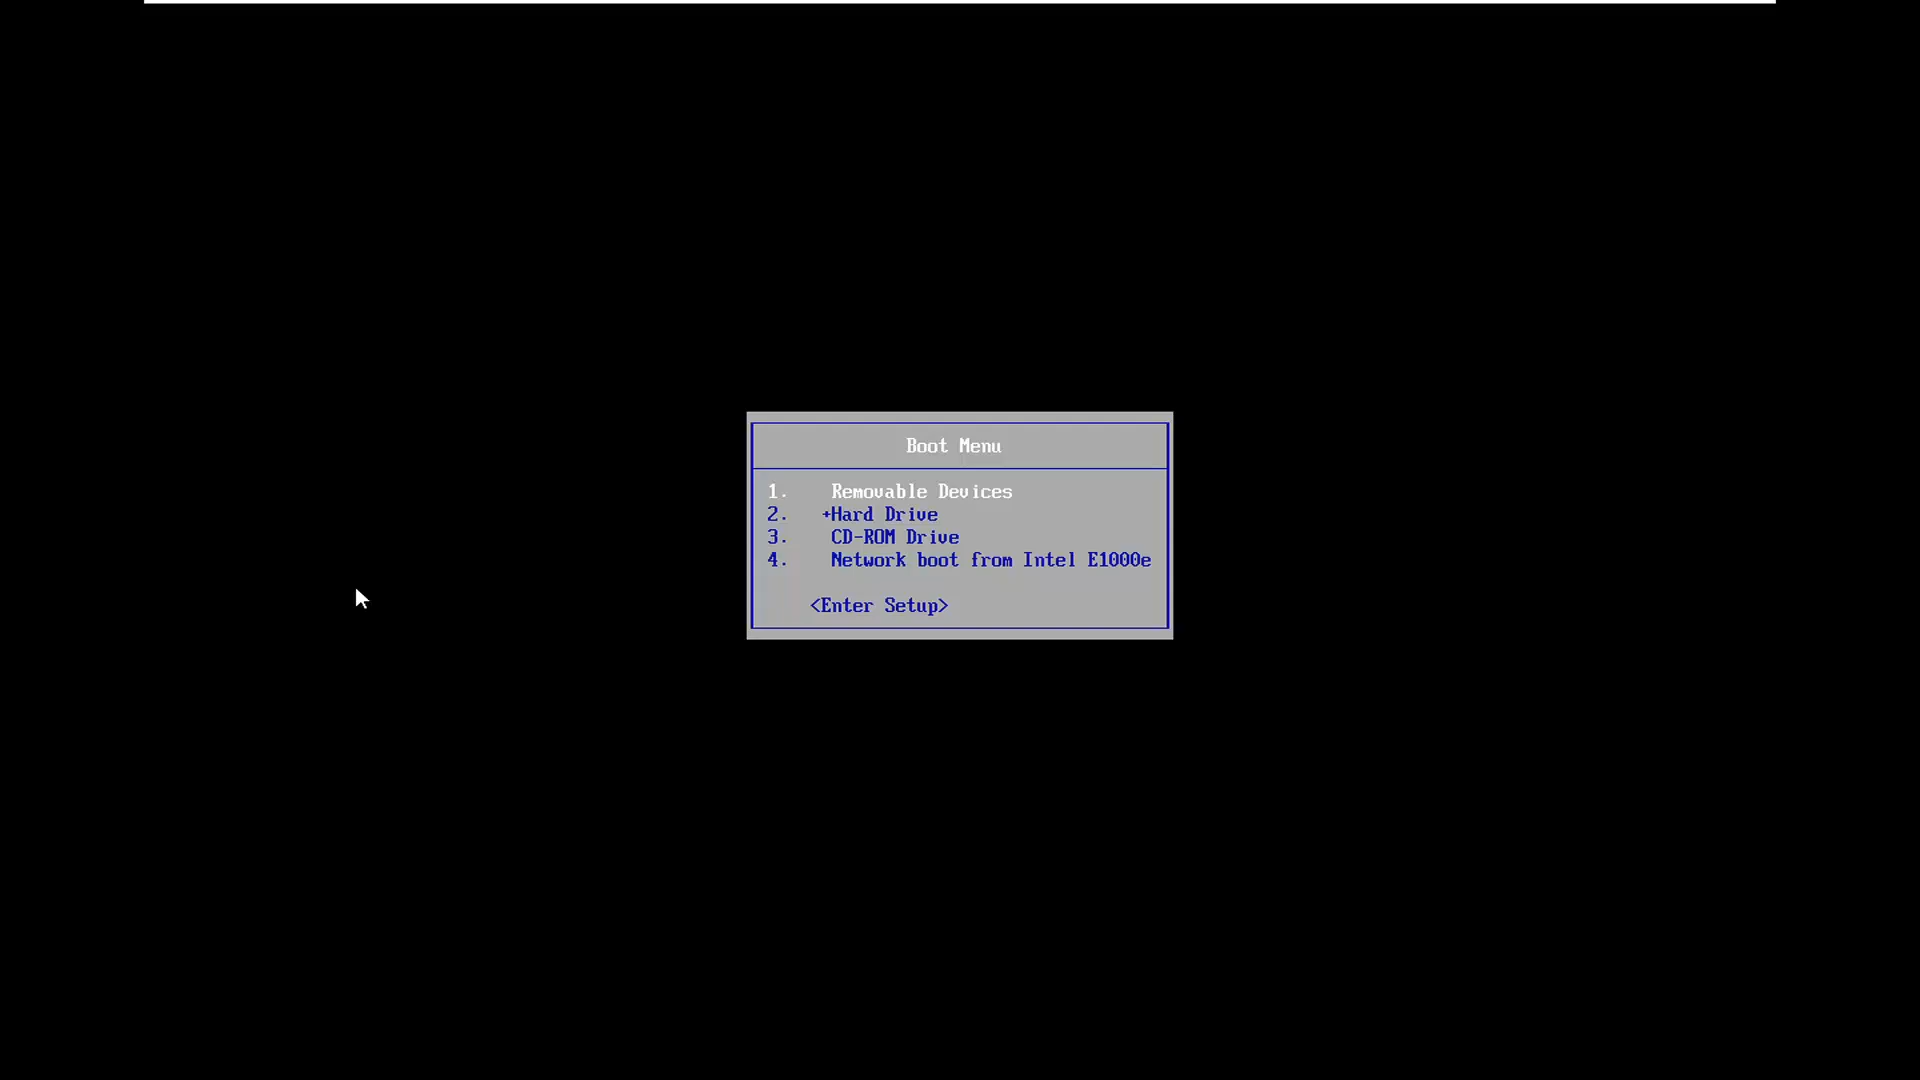 Boot Menu
1. Removable Devices
2. +Hard Drive
3. CD-ROM Drive
4. Network boot from Intel E1000e
<Enter Setup>